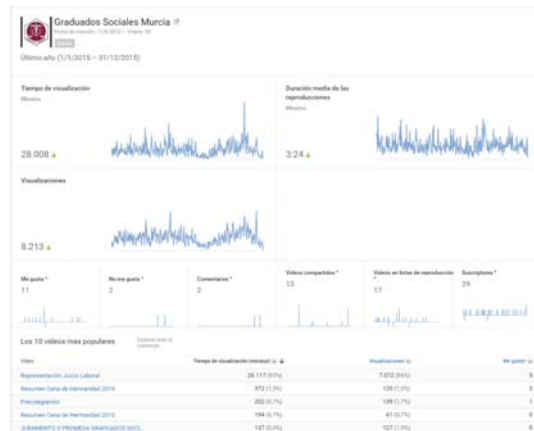 Graduados Sociales Murcia
Último año (1/1/2015 – 31/12/2015)
Tiempo de visualización
Minutos
28.008
Duración media de las
reproducciones
Minutos
3:24
Visualizaciones
8.213
Me gusta *
11
No me gusta *
2
Comentarios *
2
Vídeos compartidos *
13
Vídeos en listas de reproducción *
17
Suscriptores *
29
Los 10 vídeos más populares
Vídeo Tiempo de visualización (minutos) Visualizaciones Me gusta*
Representación Juicio Laboral 26.117 (93%) 7.072 (86%) 5
Resumen Cena de Hermandad 2014 372 (1,3%) 2
Precolegiación 202 (0,7%) 139 (1,7%) 1
Resumen Cena de Hermandad 2015 194 (0,7%) 61 (0,7%) 0
JURAMENTO O PROMESA GRADUADOS SOCI... 127 (1,5%) 0